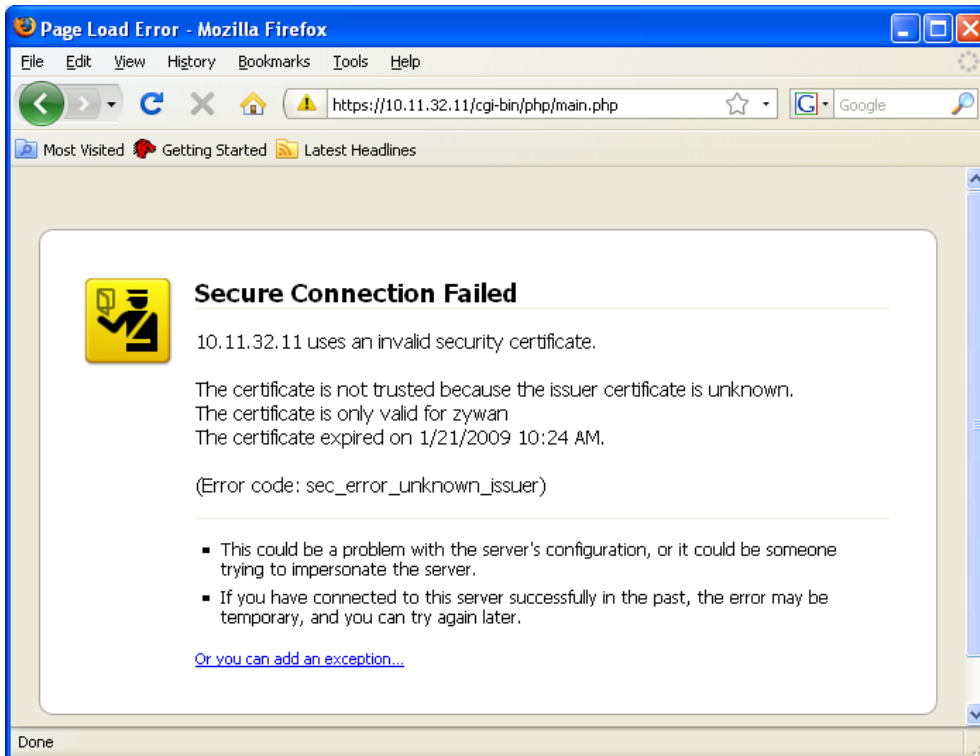 Page Load Error - Mozilla Firefox
File Edit View History Bookmarks Tools Help
https://10.11.32.11/cgi-bin/php/main.php G Google
Most Visited Getting Started Latest Headlines
Secure Connection Failed
10.11.32.11 uses an invalid security certificate.
The certificate is not trusted because the issuer certificate is unknown.
The certificate is only valid for zywan
The certificate expired on 1/21/2009 10:24 AM.
(Error code: sec_error_unknown_issuer)
This could be a problem with the server's configuration, or it could be someone
trying to impersonate the server.
If you have connected to this server successfully in the past, the error may be
temporary, and you can try again later.
Or you can add an exception...
Done